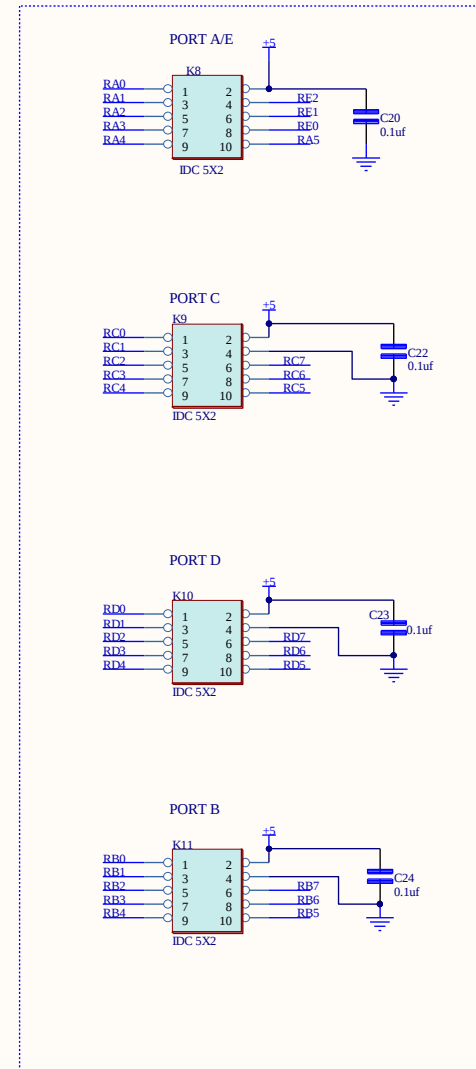 PORT A/E
+5
K8
RA0 1 2
RA1 3 4 RE2
RA2 5 6 RE1 C20
RA3 7 8 RE0 0.1uf
RA4 9 10 RA5
IDC 5X2
PORT C
+5
K9
RC0 1 2
RC1 3 4 C22
RC2 5 6 RC7 0.1uf
RC3 7 8 RC6
RC4 9 10 RC5
IDC 5X2
PORT D
+5
K10
RD0 1 2 C23
RD1 3 4 0.1uf
RD2 5 6 RD7
RD3 7 8 RD6
RD4 9 10 RD5
IDC 5X2
PORT B
+5
K11
RB0 1 2
RB1 3 4 C24
RB2 5 6 RB7 0.1uf
RB3 7 8 RB6
RB4 9 10 RB5
IDC 5X2